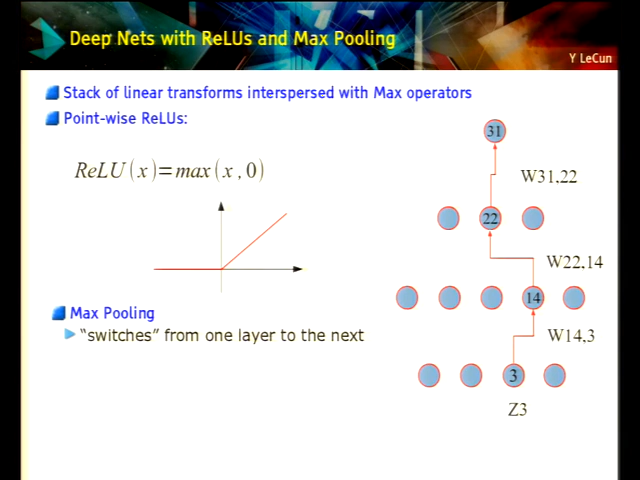 Deep Nets with ReLUs and Max Pooling
Y LeCun
Stack of linear transforms interspersed with Max operators
Point-wise ReLUs:
31
ReLU(x)=max(x,0)
W31,22
22
W22,14
14
Max Pooling
"switches" from one layer to the next
W14,3
3
Z3